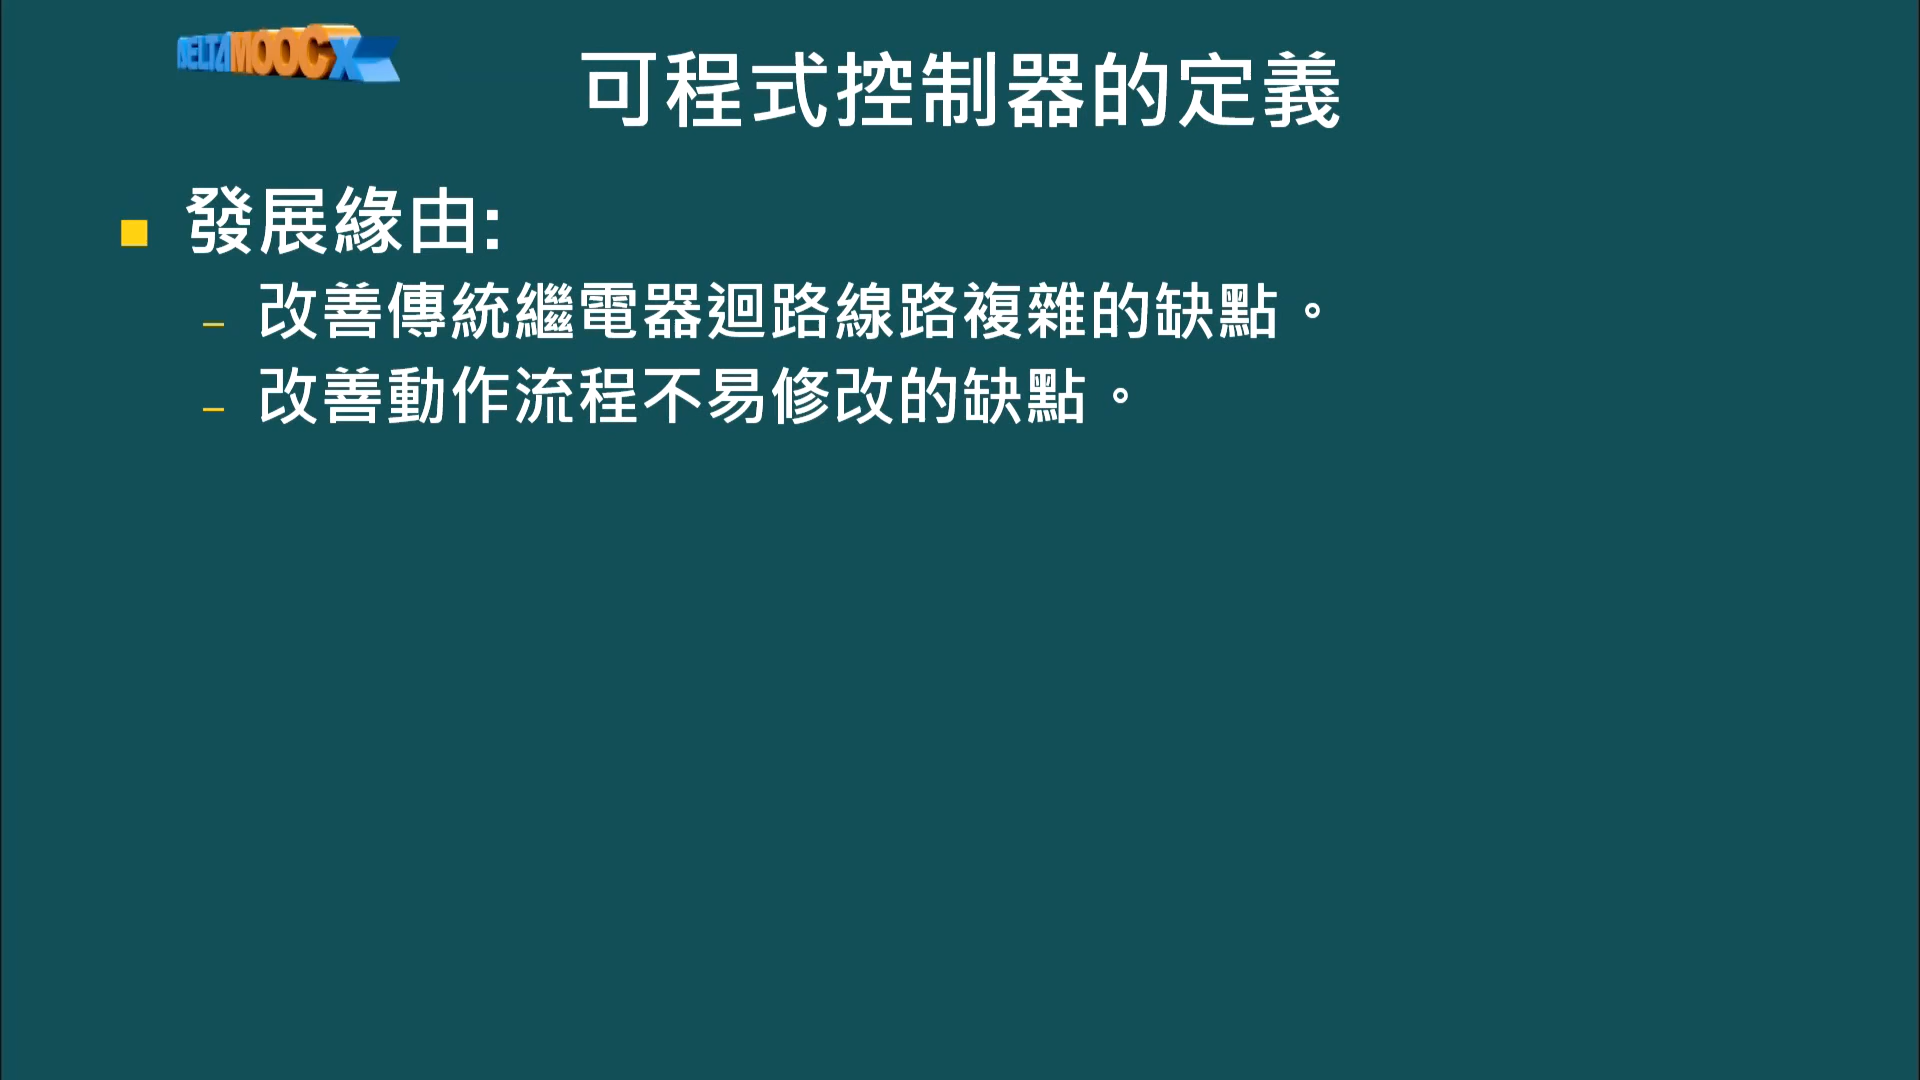 DELTAMOOCX
可程式控制器的定義
發展緣由:
– 改善傳統繼電器迴路線路複雜的缺點。
– 改善動作流程不易修改的缺點。